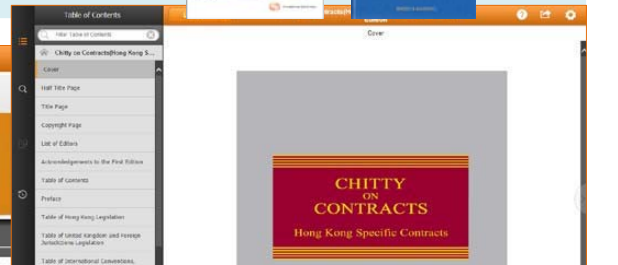 Table of Contents
Filter Table of Contents
Chitty on Contracts(Hong Kong S...
Cover
Half Title Page
Title Page
Copyright Page
List of Editors
Acknowledgements to the First Edition
Table of Contents
Preface
Table of Hong Kong Legislation
Table of United Kingdom and Foreign
Jurisdictions Legislation
Table of International Conventions,
Cover
CHITTY
ON
CONTRACTS
Hong Kong Specific Contracts